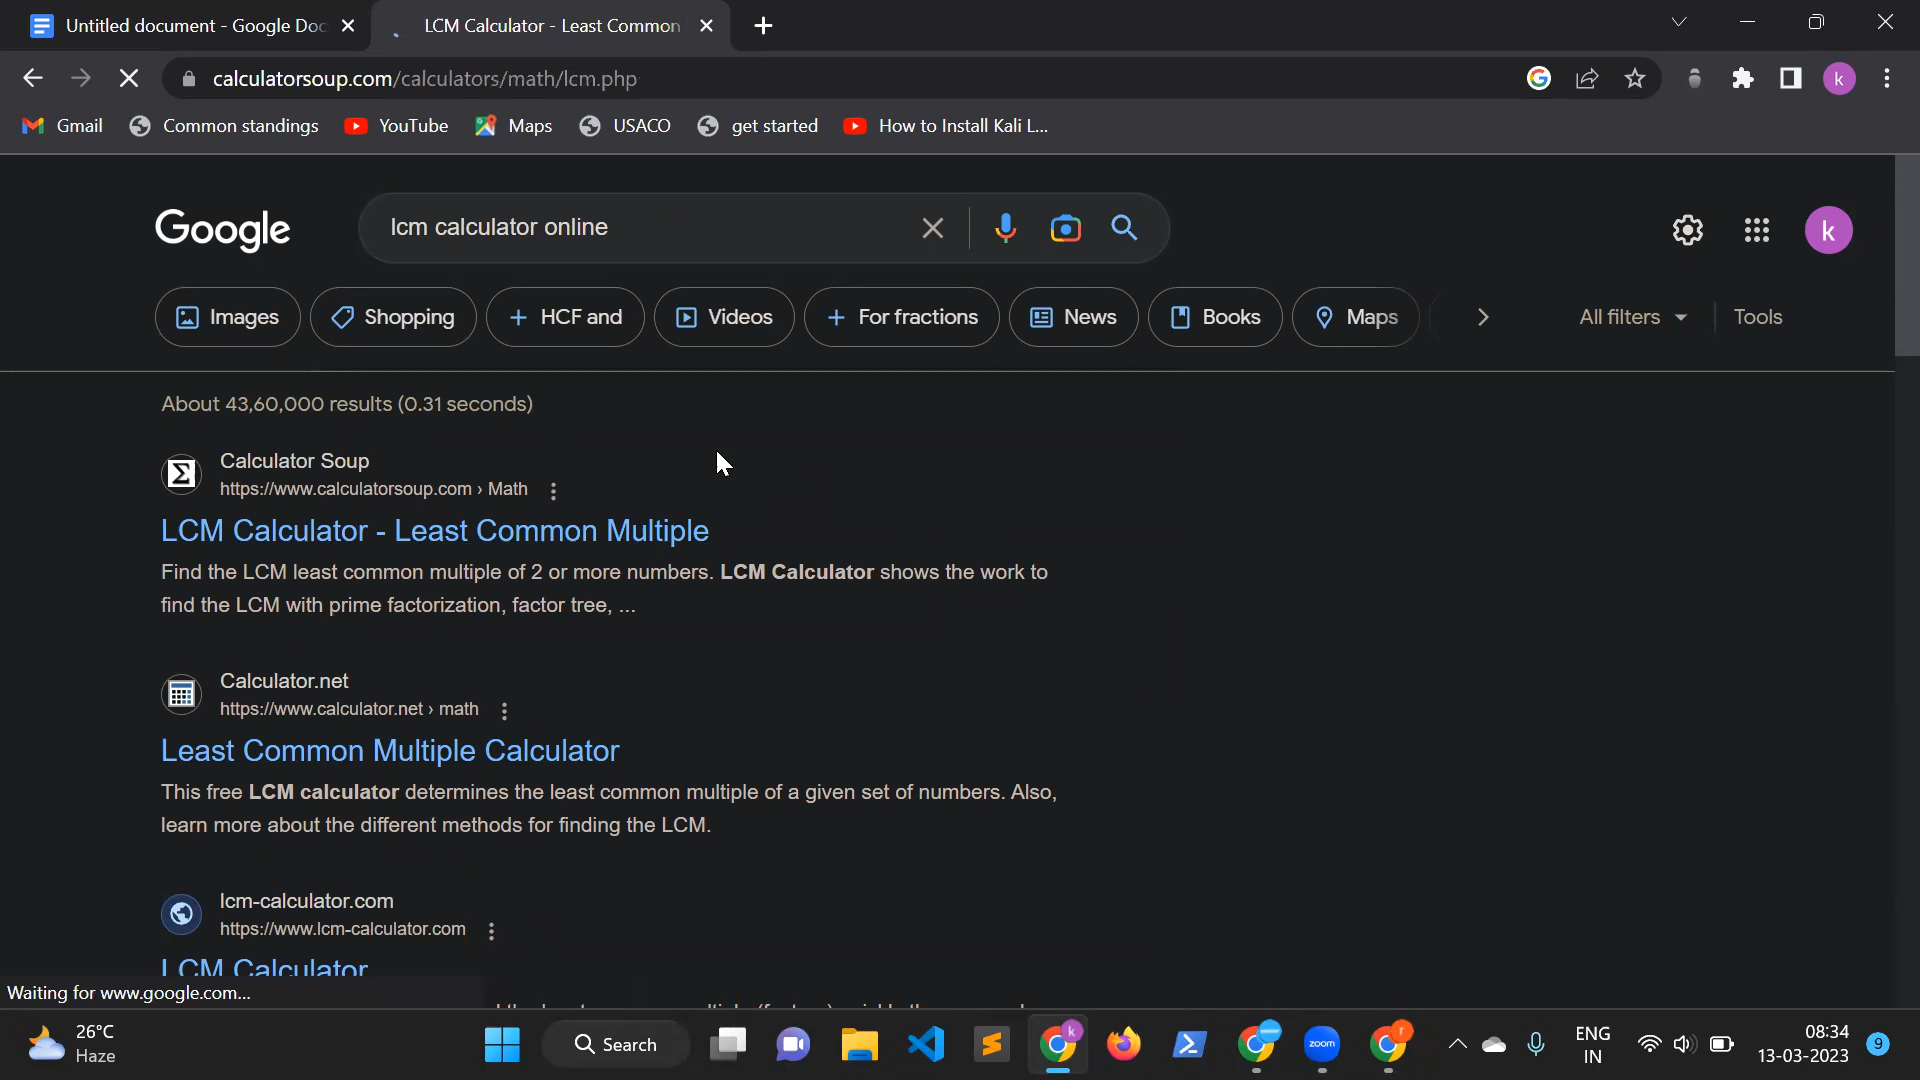 Untitled document - Google Doc
LCM Calculator - Least Common
calculatorsoup.com/calculators/math/lcm.php
k
Gmail
Common standings
YouTube
Maps
USACO
get started
How to Install Kali L...
Google
lcm calculator online
k
Images
Shopping
HCF and
Videos
For fractions
News
Books
Maps
All filters
Tools
About 43,60,000 results (0.31 seconds)
Calculator Soup
https://www.calculatorsoup.com › Math
LCM Calculator - Least Common Multiple
Find the LCM least common multiple of 2 or more numbers. LCM Calculator shows the work to
find the LCM with prime factorization, factor tree, ...
Calculator.net
https://www.calculator.net › math
Least Common Multiple Calculator
This free LCM calculator determines the least common multiple of a given set of numbers. Also,
learn more about the different methods for finding the LCM.
lcm-calculator.com
https://www.lcm-calculator.com
LCM Calculator
Waiting for www.google.com...
26°C
Haze
Search
k
zoom
r
ENG
IN
08:34
13-03-2023
9